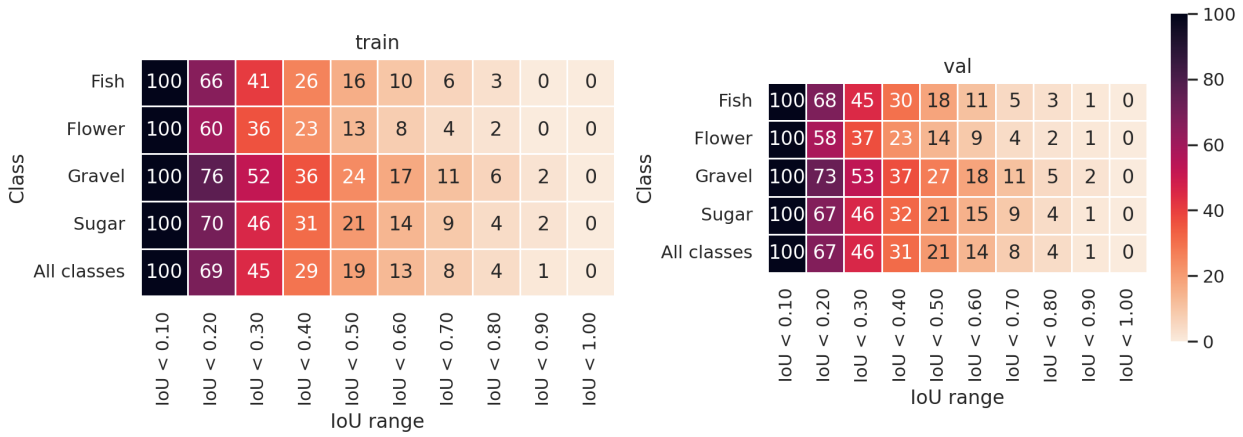 train
Class
Fish 100 66 41 26 16 10 6 3 0 0
Flower 100 60 36 23 13 8 4 2 0 0
Gravel 100 76 52 36 24 17 11 6 2 0
Sugar 100 70 46 31 21 14 9 4 2 0
All classes 100 69 45 29 19 13 8 4 1 0
IoU < 0.10
IoU < 0.20
IoU < 0.30
IoU < 0.40
IoU < 0.50
IoU < 0.60
IoU < 0.70
IoU < 0.80
IoU < 0.90
IoU < 1.00
IoU range
val
Class
Fish 100 68 45 30 18 11 5 3 1 0
Flower 100 58 37 23 14 9 4 2 1 0
Gravel 100 73 53 37 27 18 11 5 2 0
Sugar 100 67 46 32 21 15 9 4 1 0
All classes 100 67 46 31 21 14 8 4 1 0
IoU < 0.10
IoU < 0.20
IoU < 0.30
IoU < 0.40
IoU < 0.50
IoU < 0.60
IoU < 0.70
IoU < 0.80
IoU < 0.90
IoU < 1.00
IoU range
100
80
60
40
20
0